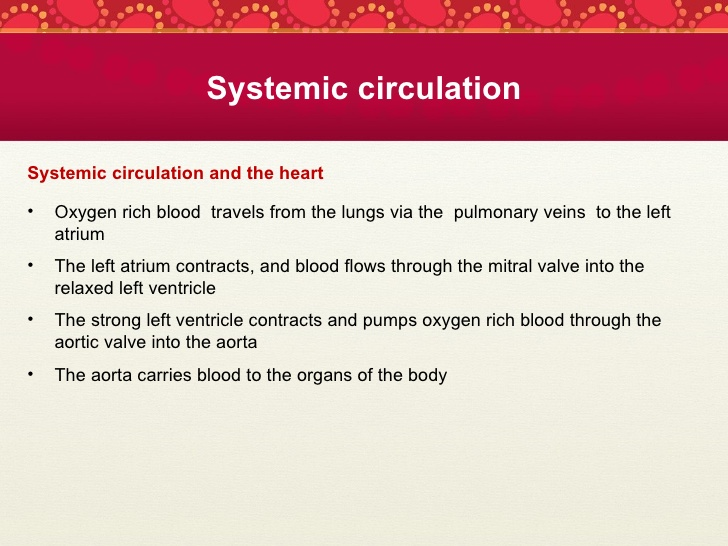 Systemic circulation
Systemic circulation and the heart
• Oxygen rich blood  travels from the lungs via the  pulmonary veins  to the left
atrium
• The left atrium contracts, and blood flows through the mitral valve into the
relaxed left ventricle
• The strong left ventricle contracts and pumps oxygen rich blood through the
aortic valve into the aorta
• The aorta carries blood to the organs of the body